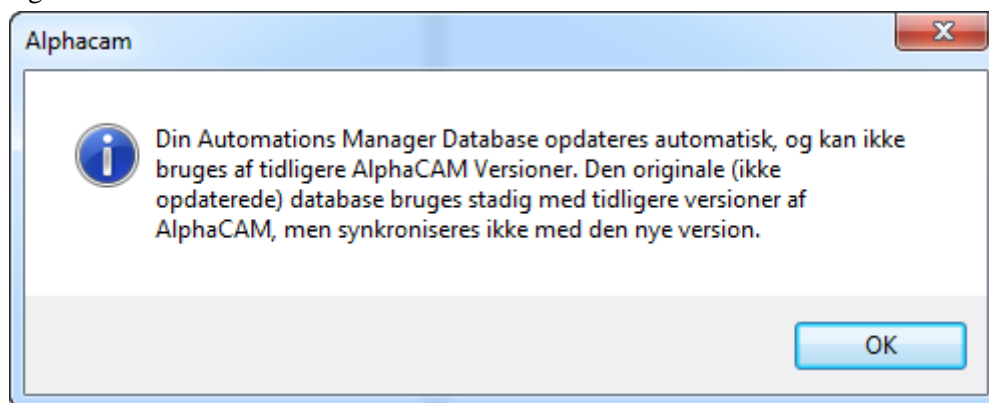 Alphacam
Din Automations Manager Database opdateres automatisk, og kan ikke
bruges af tidligere AlphaCAM Versioner. Den originale (ikke
opdaterede) database bruges stadig med tidligere versioner af
AlphaCAM, men synkroniseres ikke med den nye version.
OK